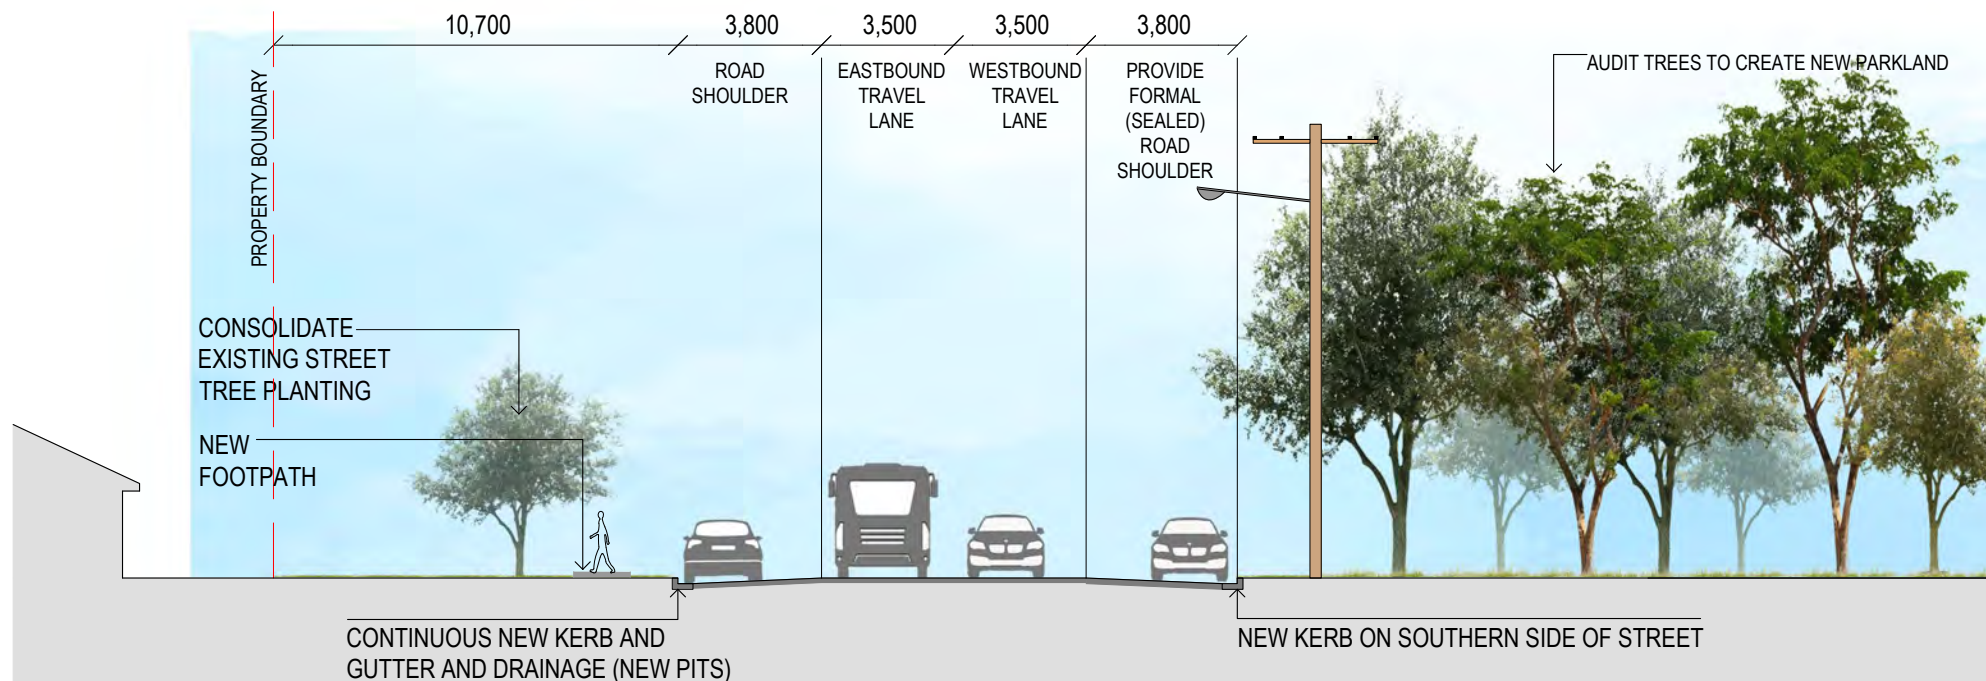 10,700
3,800
3,500
3,500
3,800
PROPERTY BOUNDARY
ROAD
SHOULDER
EASTBOUND
TRAVEL
LANE
WESTBOUND
TRAVEL
LANE
PROVIDE
FORMAL
(SEALED)
ROAD
SHOULDER
AUDIT TREES TO CREATE NEW PARKLAND
CONSOLIDATE
EXISTING STREET
TREE PLANTING
NEW
FOOTPATH
CONTINUOUS NEW KERB AND
GUTTER AND DRAINAGE (NEW PITS)
NEW KERB ON SOUTHERN SIDE OF STREET